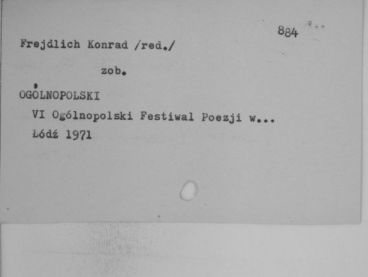 884
Frejdlich Konrad /red./
zob.
OGÓLNOPOLSKI
VI Ogólnopolski Festiwal Poezji w...
Łódź 1971